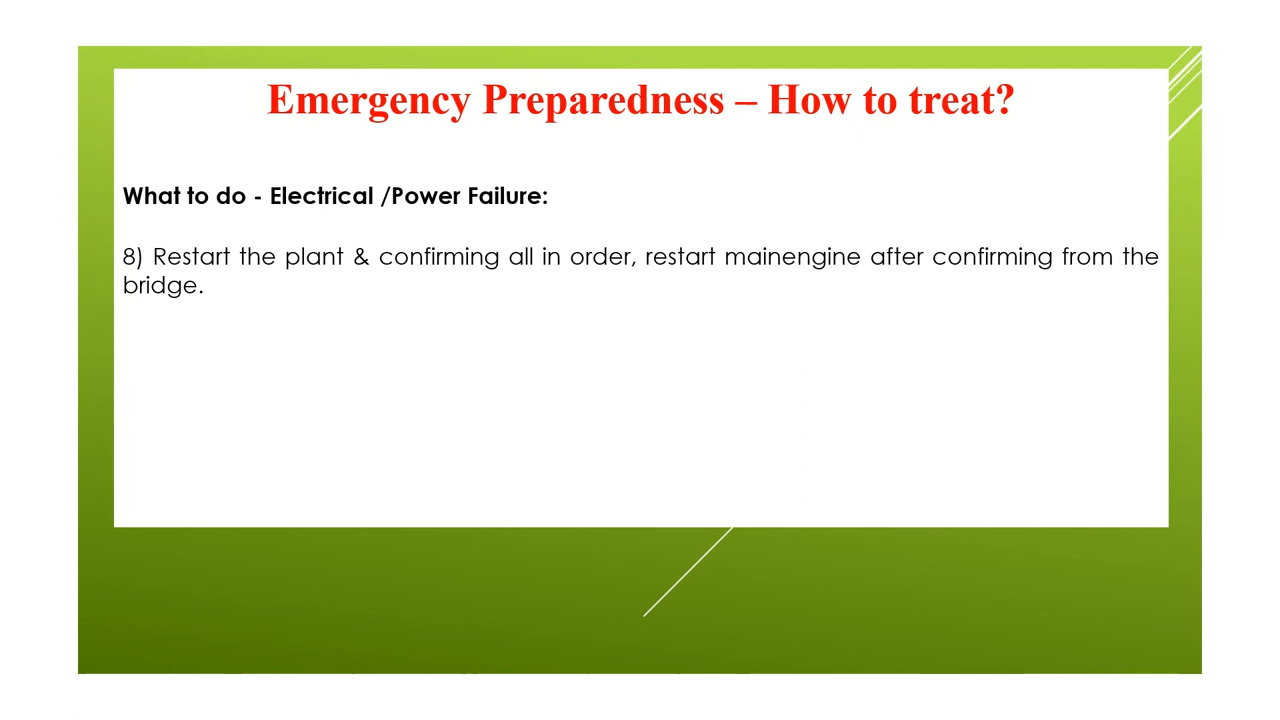 Emergency Preparedness – How to treat?
What to do - Electrical /Power Failure:
8) Restart the plant & confirming all in order, restart mainengine after confirming from the
bridge.